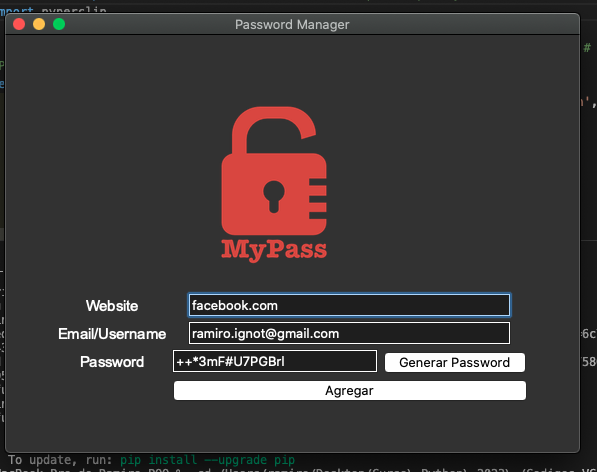 import pyperclip
Password Manager
#
MyPass
Website facebook.com
Email/Username ramiro.ignot@gmail.com
Password ++*3mF#U7PGBrl Generar Password
Agregar
To update, run: pip install --upgrade pip